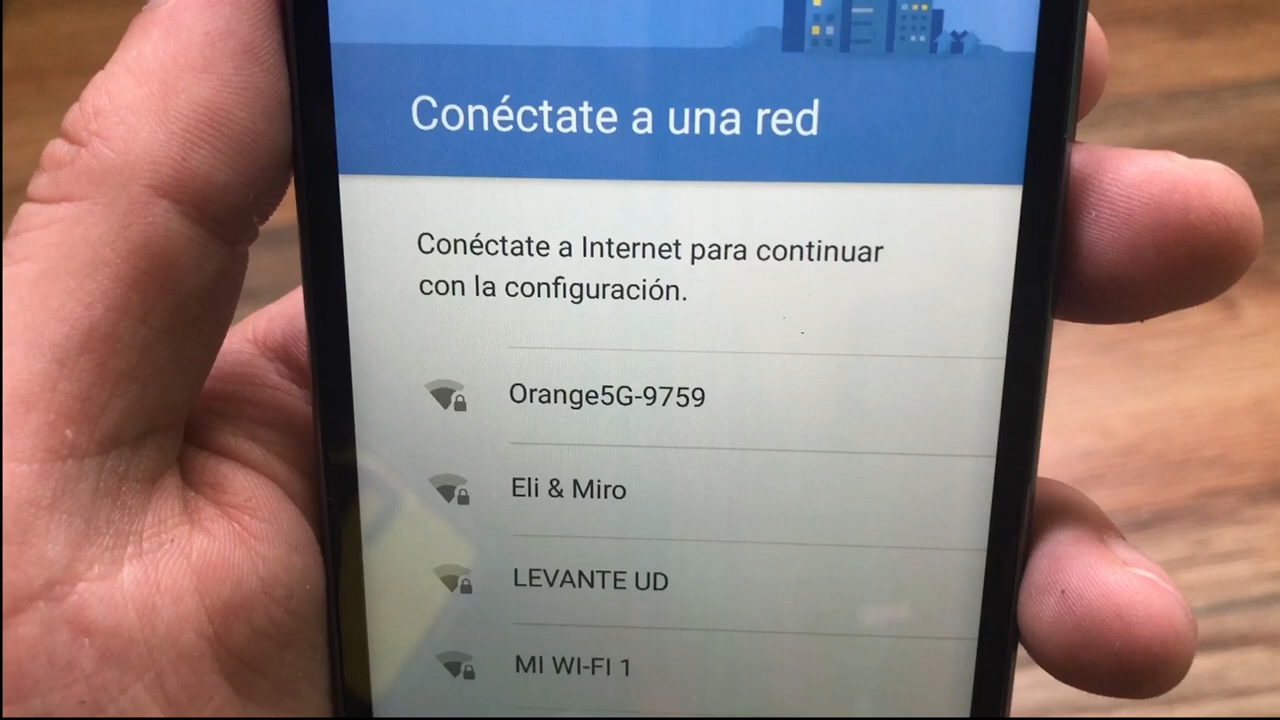 Conéctate a una red
Conéctate a Internet para continuar
con la configuración.
Orange5G-9759
Eli & Miro
LEVANTE UD
MI WI-FI 1